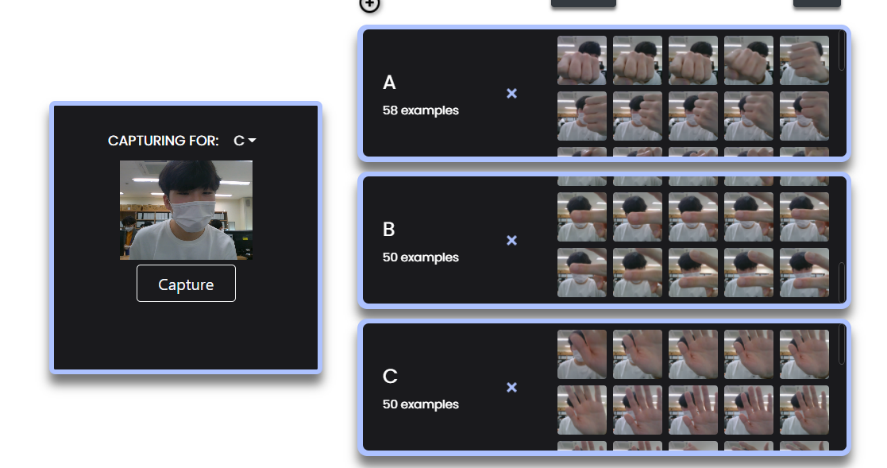 CAPTURING FOR: C
Capture
A
58 examples
B
50 examples
C
50 examples